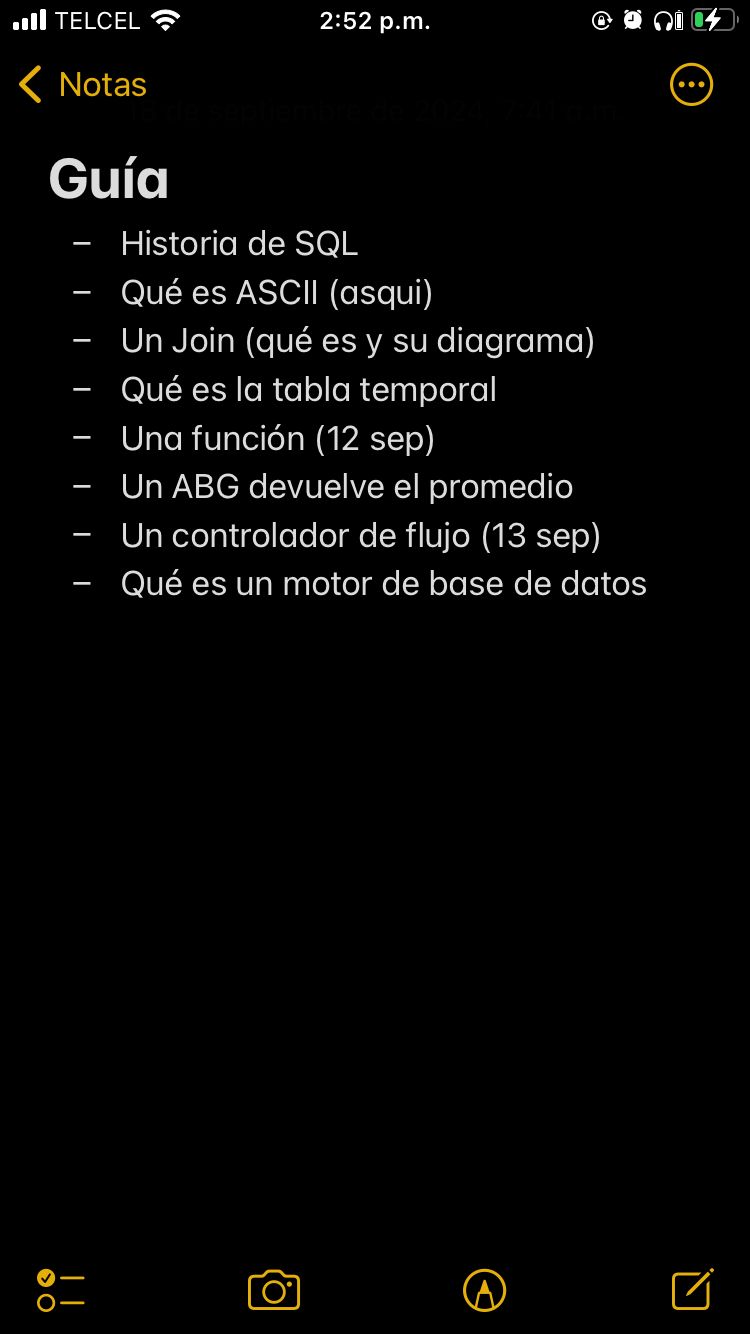 TELCEL 2:52 p.m.
Notas
18 de septiembre de 2024, 7:41 a.m.
Guía
– Historia de SQL
– Qué es ASCII (asqui)
– Un Join (qué es y su diagrama)
– Qué es la tabla temporal
– Una función (12 sep)
– Un ABG devuelve el promedio
– Un controlador de flujo (13 sep)
– Qué es un motor de base de datos